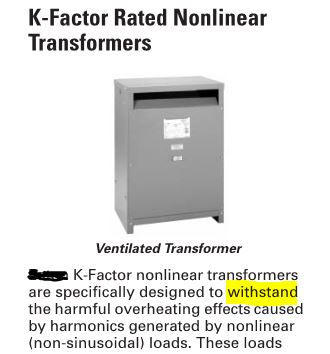 K-Factor Rated Nonlinear
Transformers
Ventilated Transformer
K-Factor nonlinear transformers
are specifically designed to withstand
the harmful overheating effects caused
by harmonics generated by nonlinear
(non-sinusoidal) loads. These loads